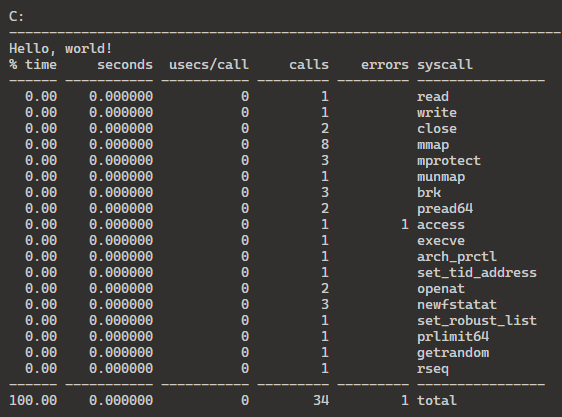 C:
----------------------------------------------------------------------
Hello, world!
% time     seconds  usecs/call     calls    errors syscall
------ ----------- ----------- --------- --------- ----------------
  0.00    0.000000           0         1           read
  0.00    0.000000           0         1           write
  0.00    0.000000           0         2           close
  0.00    0.000000           0         8           mmap
  0.00    0.000000           0         3           mprotect
  0.00    0.000000           0         1           munmap
  0.00    0.000000           0         3           brk
  0.00    0.000000           0         2           pread64
  0.00    0.000000           0         1         1 access
  0.00    0.000000           0         1           execve
  0.00    0.000000           0         1           arch_prctl
  0.00    0.000000           0         1           set_tid_address
  0.00    0.000000           0         2           openat
  0.00    0.000000           0         3           newfstatat
  0.00    0.000000           0         1           set_robust_list
  0.00    0.000000           0         1           prlimit64
  0.00    0.000000           0         1           getrandom
  0.00    0.000000           0         1           rseq
------ ----------- ----------- --------- --------- ----------------
100.00    0.000000           0        34         1 total